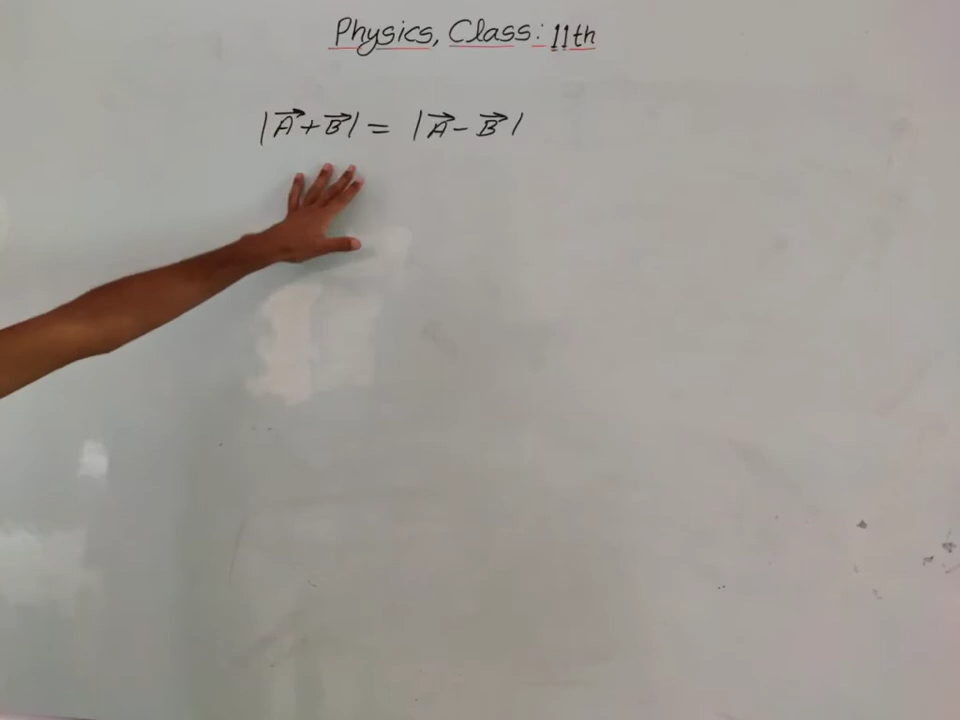 Physics, Class: 11th
|A⃗+B⃗| = |A⃗-B⃗|